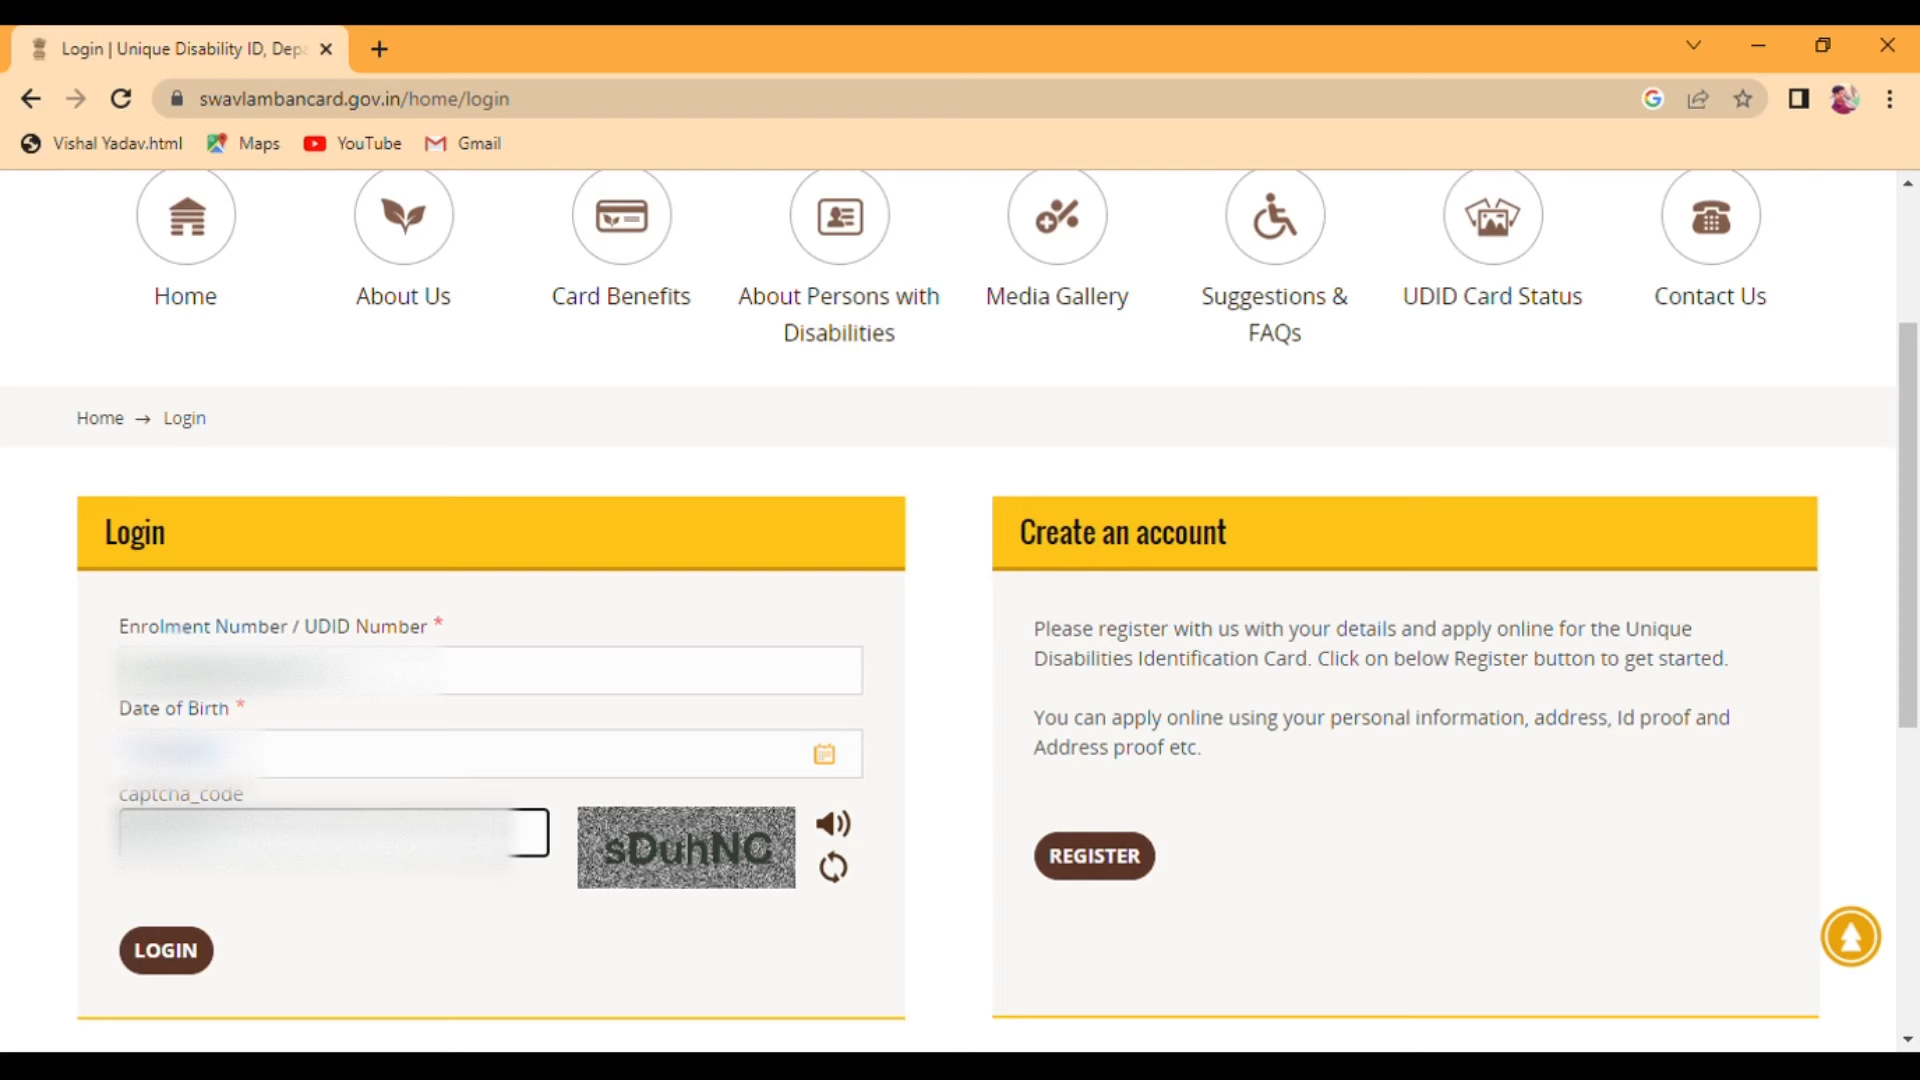 Login | Unique Disability ID, Depa
swavlambancard.gov.in/home/login
Vishal Yadav.html Maps YouTube Gmail
Home
About Us
Card Benefits
About Persons with
Disabilities
Media Gallery
Suggestions &
FAQs
UDID Card Status
Contact Us
Home → Login
Login
Enrolment Number / UDID Number *
Date of Birth *
captcha_code
sDuhNC
LOGIN
Create an account
Please register with us with your details and apply online for the Unique
Disabilities Identification Card. Click on below Register button to get started.
You can apply online using your personal information, address, Id proof and
Address proof etc.
REGISTER